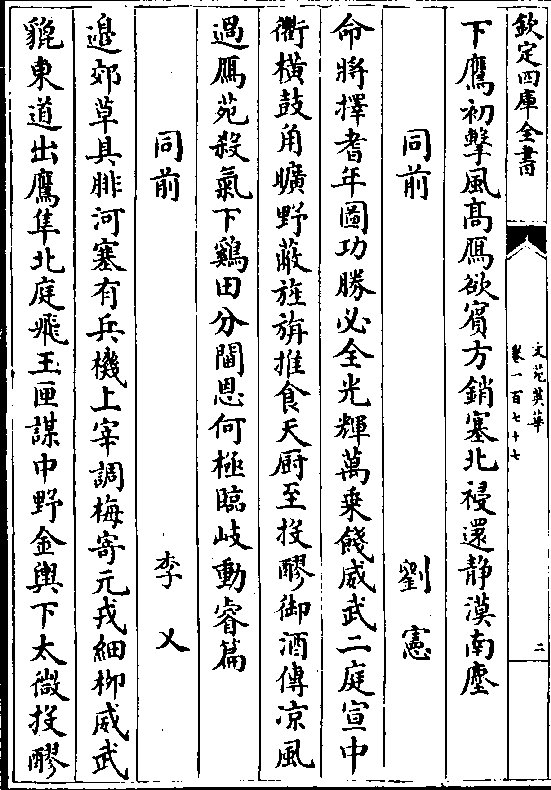 欽定四庫全書
文苑英華
卷一百七十七
二
下鷹初擊風髙鴈欲賔方銷塞北祲還静漠南塵
同前 劉憲
命將擇耆年圖功勝必全光輝萬乗餞威武二庭宣中
衢横鼓角曠野蔽旌旃推食天厨至投醪御酒傳凉風
過鴈苑殺氣下鷄田分閫恩何極臨岐動睿篇
同前 李乂
邉郊草具腓河塞有兵機上宰調梅寄元戎細栁威武
貔東道出鷹隼北庭飛玉匣謀中野金輿下太微投醪